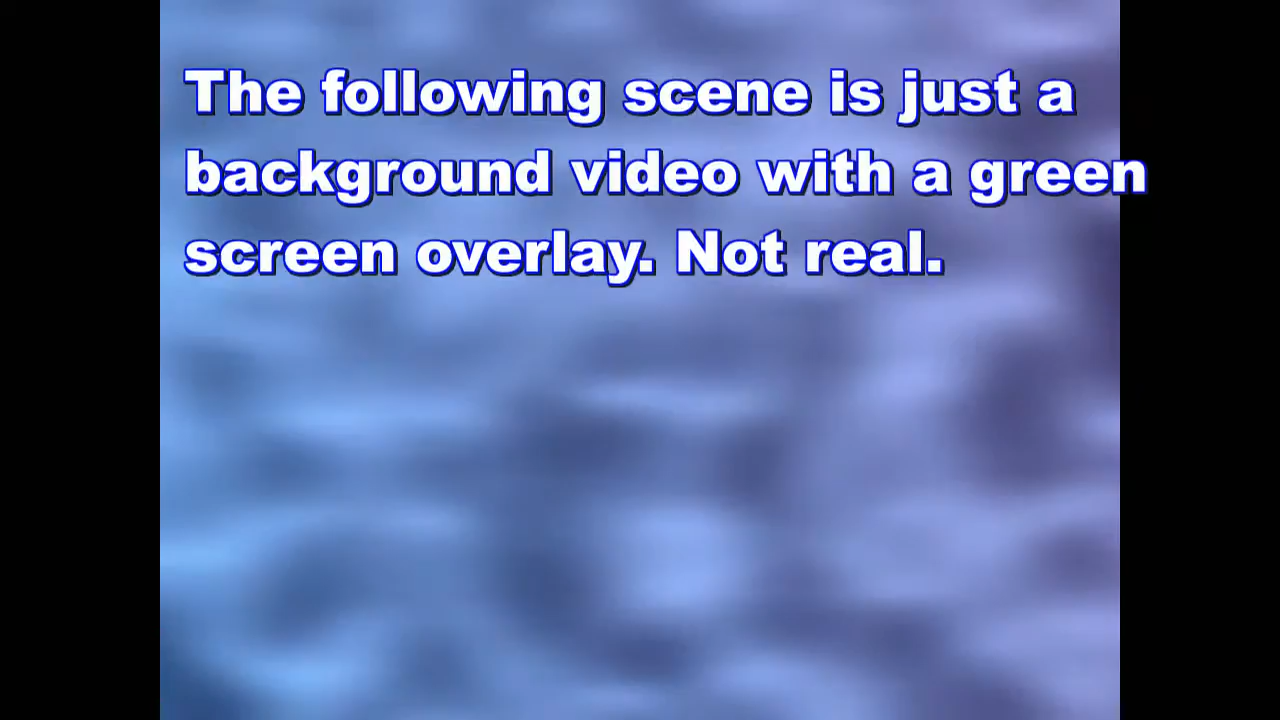 The following scene is just a
background video with a green
screen overlay. Not real.